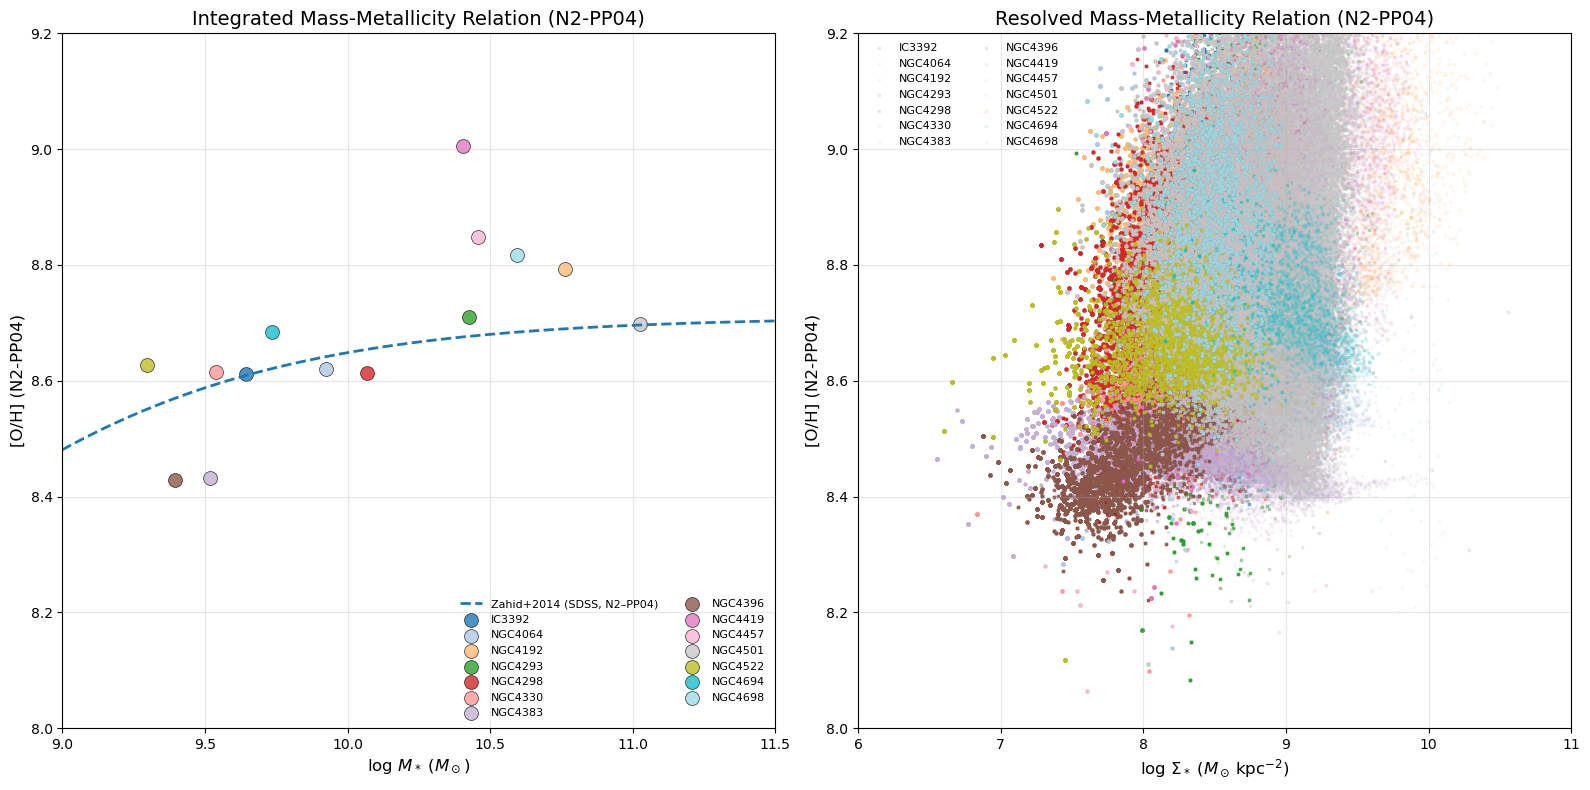 Integrated Mass-Metallicity Relation (N2-PP04)
9.2
9.0
8.8
8.6
8.4
8.2
8.0
[O/H] (N2-PP04)
Zahid+2014 (SDSS, N2–PP04)
IC3392
NGC4064
NGC4192
NGC4293
NGC4298
NGC4330
NGC4383
NGC4396
NGC4419
NGC4457
NGC4501
NGC4522
NGC4694
NGC4698
9.0 9.5 10.0 10.5 11.0 11.5
log M* (M⊙)
Resolved Mass-Metallicity Relation (N2-PP04)
9.2
9.0
8.8
8.6
8.4
8.2
8.0
[O/H] (N2-PP04)
IC3392
NGC4064
NGC4192
NGC4293
NGC4298
NGC4330
NGC4383
NGC4396
NGC4419
NGC4457
NGC4501
NGC4522
NGC4694
NGC4698
6 7 8 9 10 11
log Σ* (M⊙ kpc⁻²)